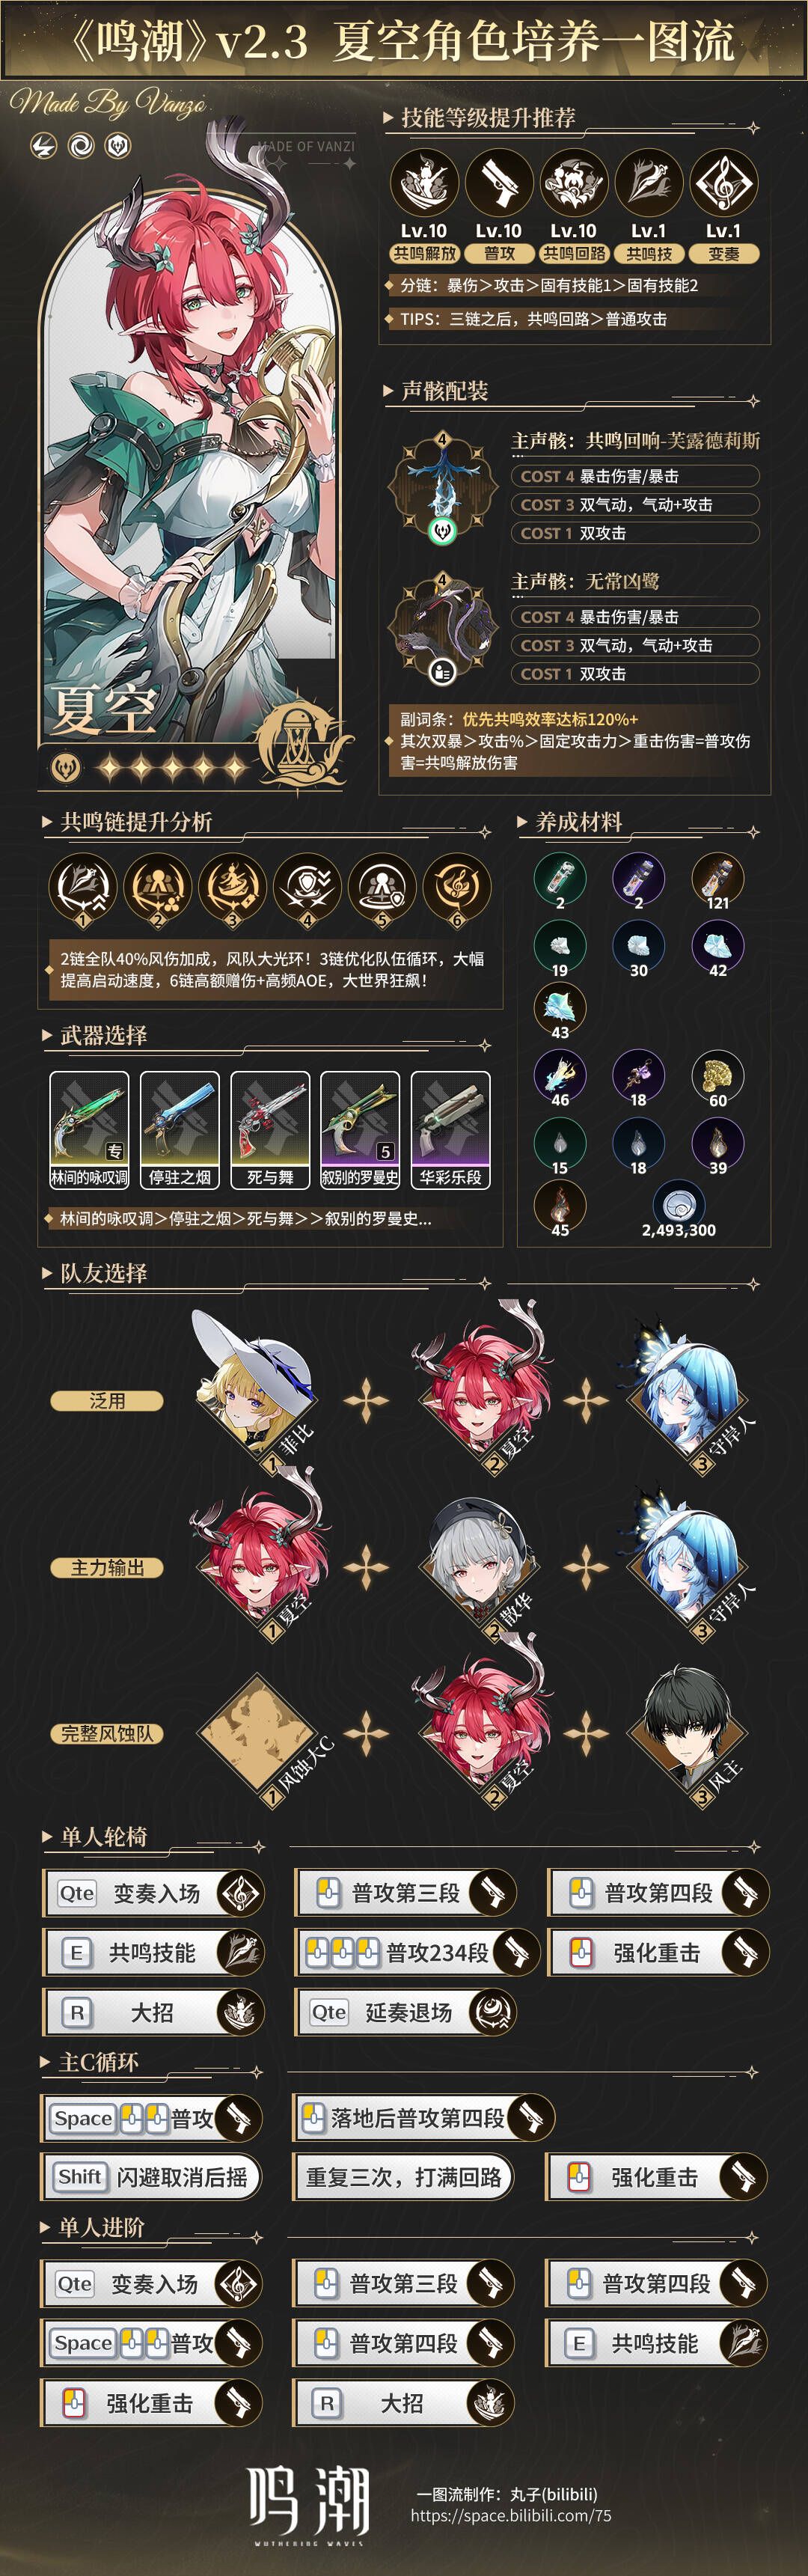 《鸣潮》v2.3 夏空角色培养一图流
Made By Vanzo
MADE OF VANZI
夏空
技能等级提升推荐
Lv.10 Lv.10 Lv.10 Lv.1 Lv.1
共鸣解放 普攻 共鸣回路 共鸣技 变奏
分链：暴伤＞攻击＞固有技能1＞固有技能2
TIPS：三链之后，共鸣回路＞普通攻击
声骸配装
4
主声骸：共鸣回响-芙露德莉斯
COST 4 暴击伤害/暴击
COST 3 双气动，气动+攻击
COST 1 双攻击
4
主声骸：无常凶鹭
COST 4 暴击伤害/暴击
COST 3 双气动，气动+攻击
COST 1 双攻击
副词条：优先共鸣效率达标120%+
其次双暴＞攻击%＞固定攻击力＞重击伤害=普攻伤
害=共鸣解放伤害
共鸣链提升分析
1 2 3 4 5 6
2链全队40%风伤加成，风队大光环！3链优化队伍循环，大幅
提高启动速度，6链高额赠伤+高频AOE，大世界狂飙！
养成材料
2 2 121
19 30 42
43
46 18 60
15 18 39
45 2,493,300
武器选择
专 5
林间的咏叹调 停驻之烟 死与舞 叙别的罗曼史 华彩乐段
林间的咏叹调＞停驻之烟＞死与舞＞＞叙别的罗曼史...
队友选择
泛用
1 菲比 2 夏空 3 守岸人
主力输出
1 夏空 2 散华 3 守岸人
完整风蚀队
1 风蚀大C 2 夏空 3 风主
单人轮椅
Qte 变奏入场 普攻第三段 普攻第四段
E 共鸣技能 普攻234段 强化重击
R 大招 Qte 延奏退场
主C循环
Space 普攻 落地后普攻第四段
Shift 闪避取消后摇 重复三次，打满回路 强化重击
单人进阶
Qte 变奏入场 普攻第三段 普攻第四段
Space 普攻 普攻第四段 E 共鸣技能
强化重击 R 大招
鸣潮
WUTHERING WAVES
一图流制作：丸子(bilibili)
https://space.bilibili.com/75